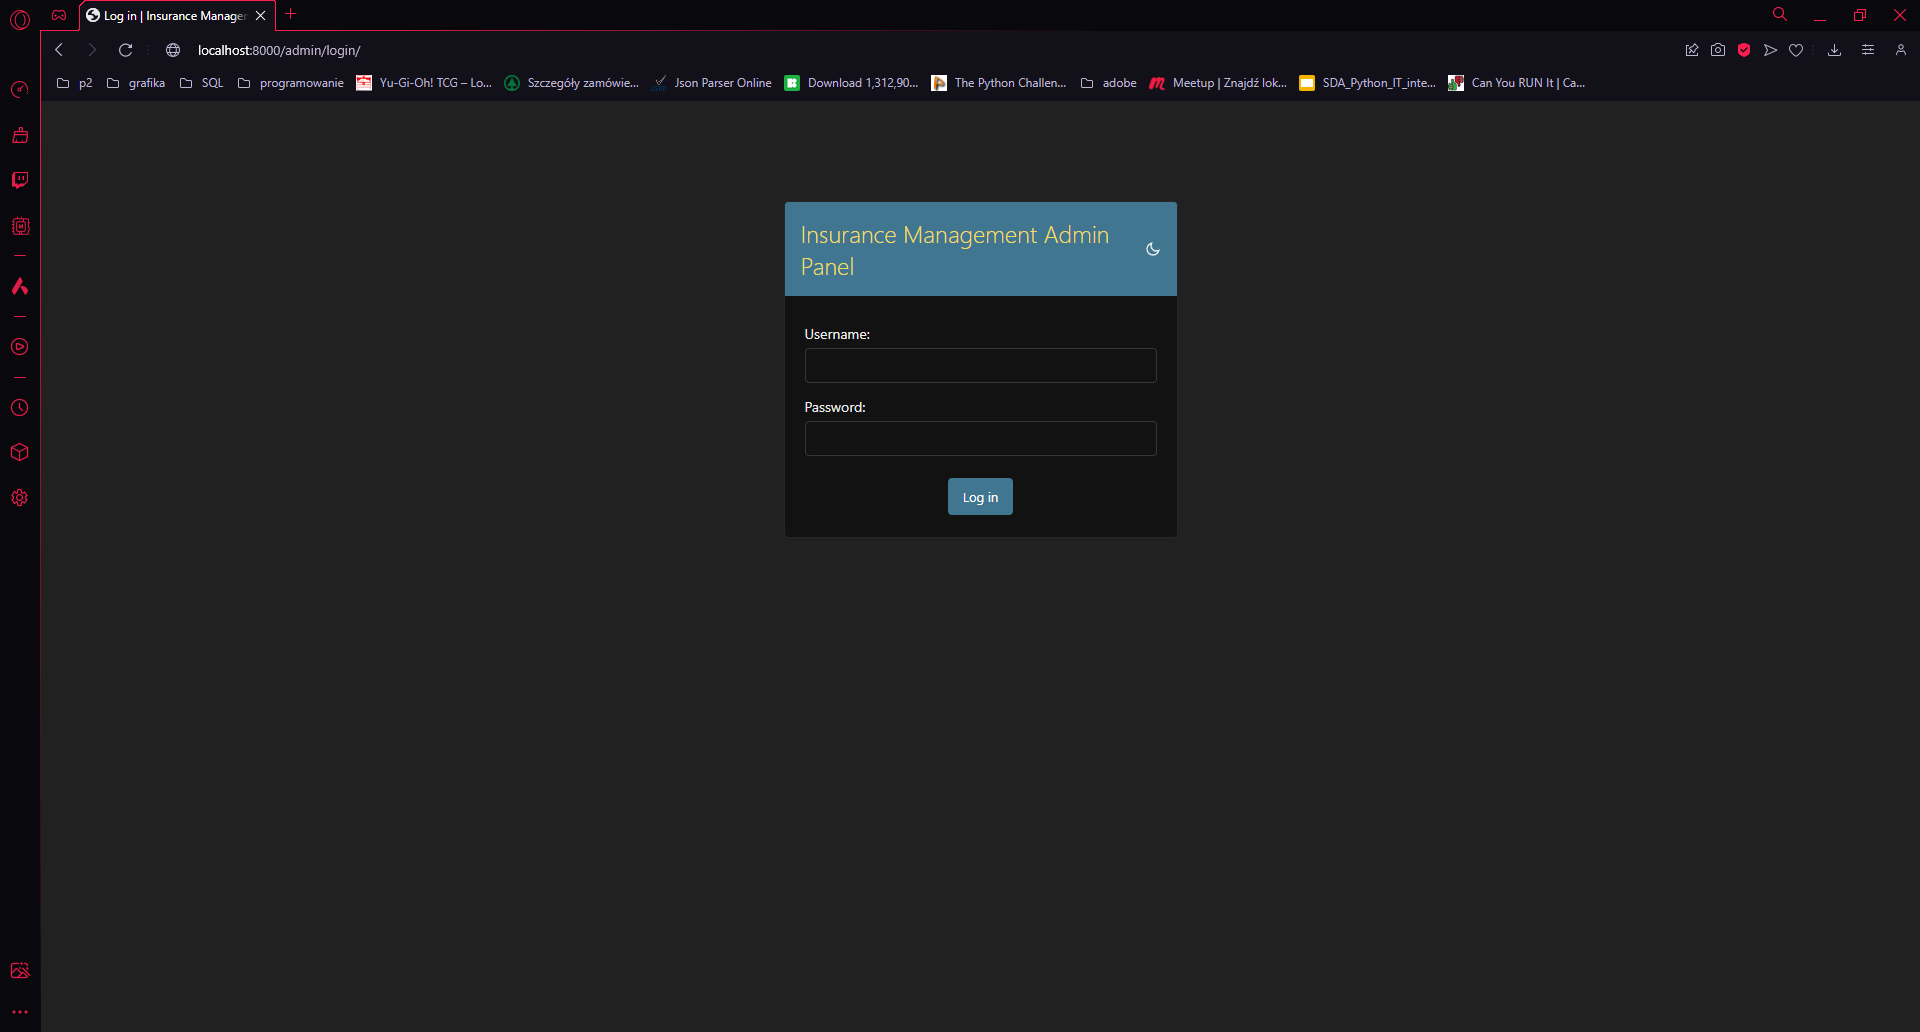 Log in | Insurance Manager
localhost:8000/admin/login/
p2 grafika SQL programowanie Yu-Gi-Oh! TCG – Lo... Szczegóły zamówie... Json Parser Online Download 1,312,90... The Python Challen... adobe Meetup | Znajdź lok... SDA_Python_IT_inte... Can You RUN It | Ca...
Insurance Management Admin
Panel
Username:
Password:
Log in